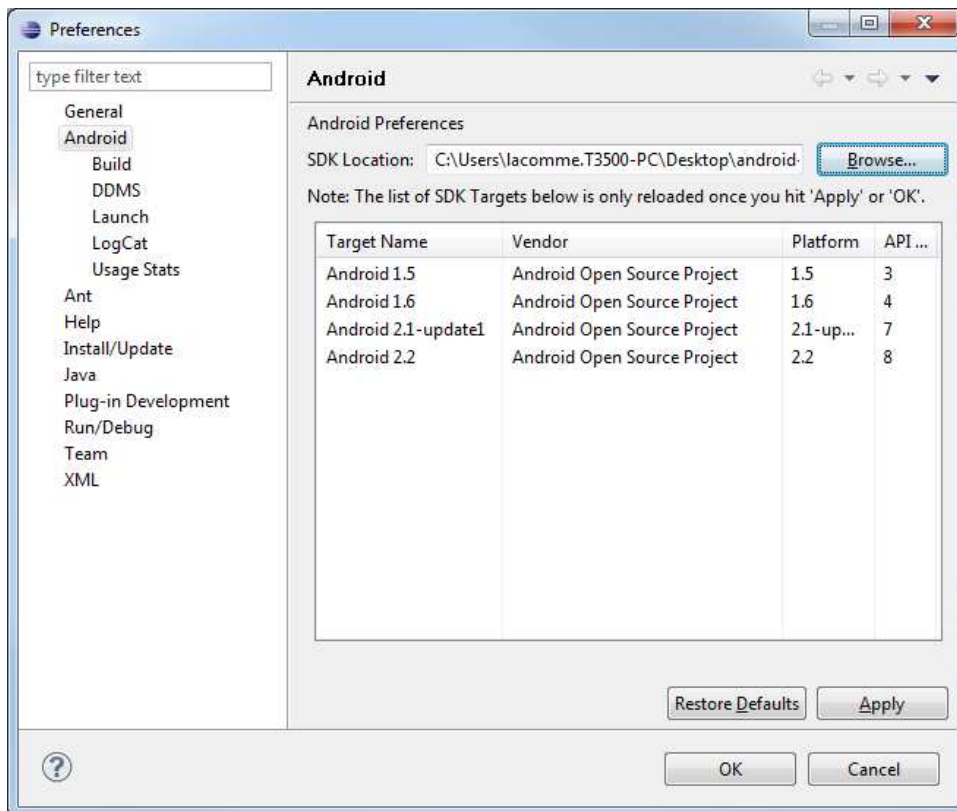 Preferences
type filter text
General
Android
Build
DDMS
Launch
LogCat
Usage Stats
Ant
Help
Install/Update
Java
Plug-in Development
Run/Debug
Team
XML
Android
Android Preferences
SDK Location: C:\Users\lacomme.T3500-PC\Desktop\android- Browse...
Note: The list of SDK Targets below is only reloaded once you hit 'Apply' or 'OK'.
Target Name Vendor Platform API ...
Android 1.5 Android Open Source Project 1.5 3
Android 1.6 Android Open Source Project 1.6 4
Android 2.1-update1 Android Open Source Project 2.1-up... 7
Android 2.2 Android Open Source Project 2.2 8
Restore Defaults Apply
? OK Cancel